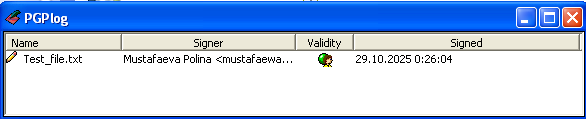 PGPlog
Name Signer Validity Signed
Test_file.txt Mustafaeva Polina <mustafaewa... 29.10.2025 0:26:04